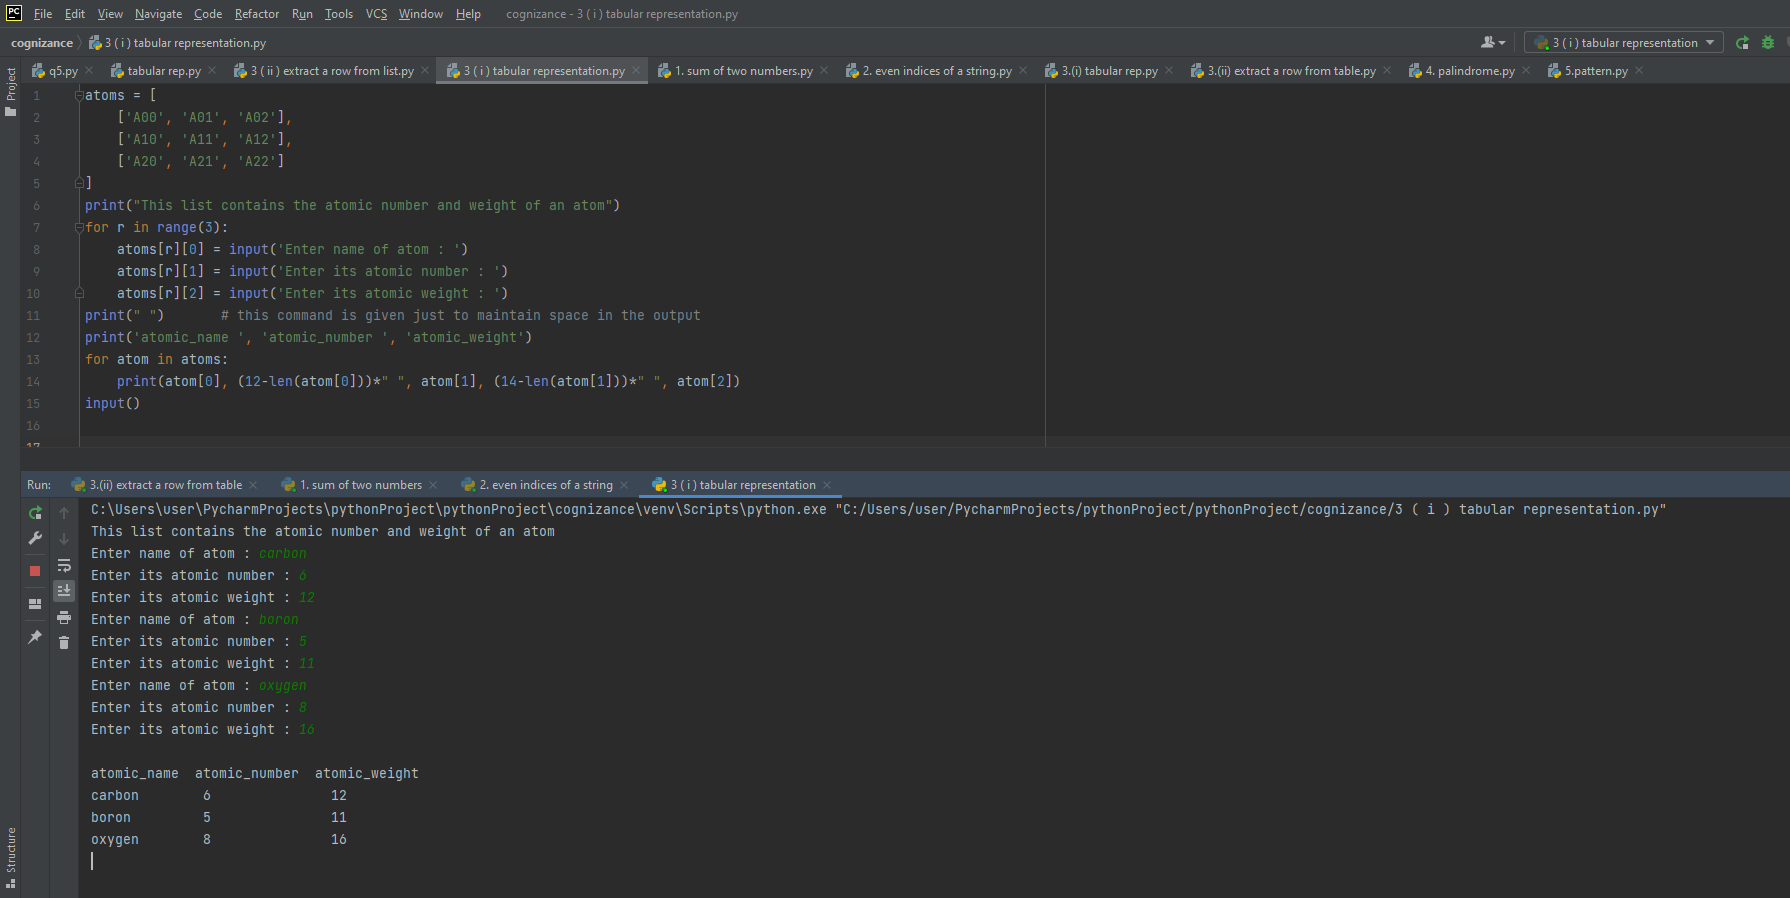 PC File Edit View Navigate Code Refactor Run Tools VCS Window Help cognizance - 3 ( i ) tabular representation.py
cognizance 3 ( i ) tabular representation.py 3 ( i ) tabular representation
Project
q5.py tabular rep.py 3 ( ii ) extract a row from list.py 3 ( i ) tabular representation.py 1. sum of two numbers.py 2. even indices of a string.py 3.(i) tabular rep.py 3.(ii) extract a row from table.py 4. palindrome.py 5.pattern.py
1 atoms = [
2     ['A00', 'A01', 'A02'],
3     ['A10', 'A11', 'A12'],
4     ['A20', 'A21', 'A22']
5 ]
6 print("This list contains the atomic number and weight of an atom")
7 for r in range(3):
8     atoms[r][0] = input('Enter name of atom : ')
9     atoms[r][1] = input('Enter its atomic number : ')
10     atoms[r][2] = input('Enter its atomic weight : ')
11 print(" ")       # this command is given just to maintain space in the output
12 print('atomic_name ', 'atomic_number ', 'atomic_weight')
13 for atom in atoms:
14     print(atom[0], (12-len(atom[0]))*" ", atom[1], (14-len(atom[1]))*" ", atom[2])
15 input()
16
17
Run: 3.(ii) extract a row from table 1. sum of two numbers 2. even indices of a string 3 ( i ) tabular representation
C:\Users\user\PycharmProjects\pythonProject\pythonProject\cognizance\venv\Scripts\python.exe "C:/Users/user/PycharmProjects/pythonProject/pythonProject/cognizance/3 ( i ) tabular representation.py"
This list contains the atomic number and weight of an atom
Enter name of atom : carbon
Enter its atomic number : 6
Enter its atomic weight : 12
Enter name of atom : boron
Enter its atomic number : 5
Enter its atomic weight : 11
Enter name of atom : oxygen
Enter its atomic number : 8
Enter its atomic weight : 16
atomic_name  atomic_number  atomic_weight
carbon        6               12
boron         5               11
oxygen        8               16
Structure